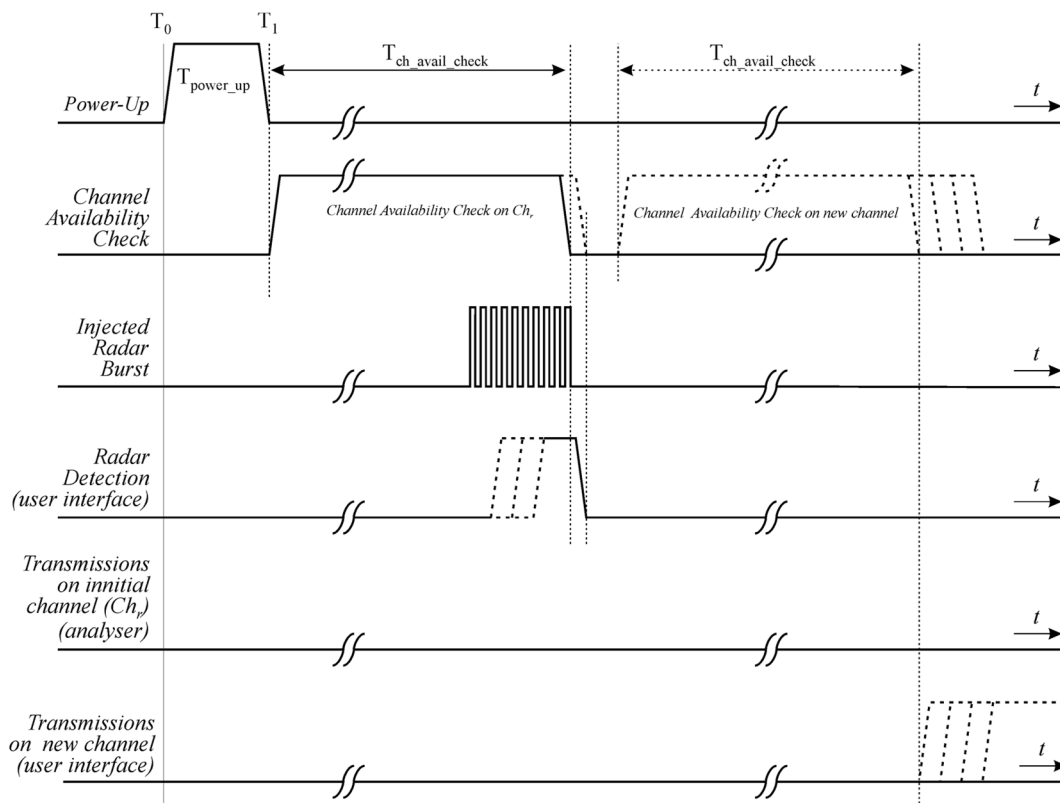 T0 T1
Tpower_up
Tch_avail_check
Tch_avail_check
Power-Up
t
Channel
Availability
Check
Channel Availability Check on Chr
Channel Availability Check on new channel
t
Injected
Radar
Burst
t
Radar
Detection
(user interface)
t
Transmissions
on innitial
channel (Chr)
(analyser)
t
Transmissions
on new channel
(user interface)
t